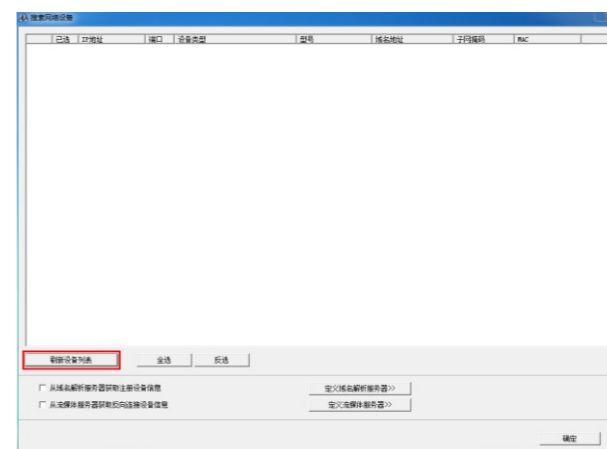 搜索网络设备
已选 IP地址 端口 设备类型 型号 域名地址 子网掩码 MAC
刷新设备列表 全选 反选
从域名解析服务器获取注册设备信息 定义域名解析服务器>>
从流媒体服务器获取反向连接设备信息 定义流媒体服务器>>
确定